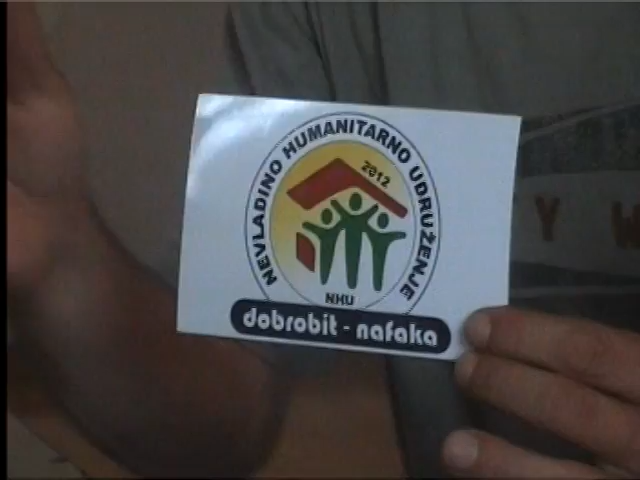 NEVLADINO HUMANITARNO UDRUŽENJE
2012
NHU
dobrobit - nafaka
Y W